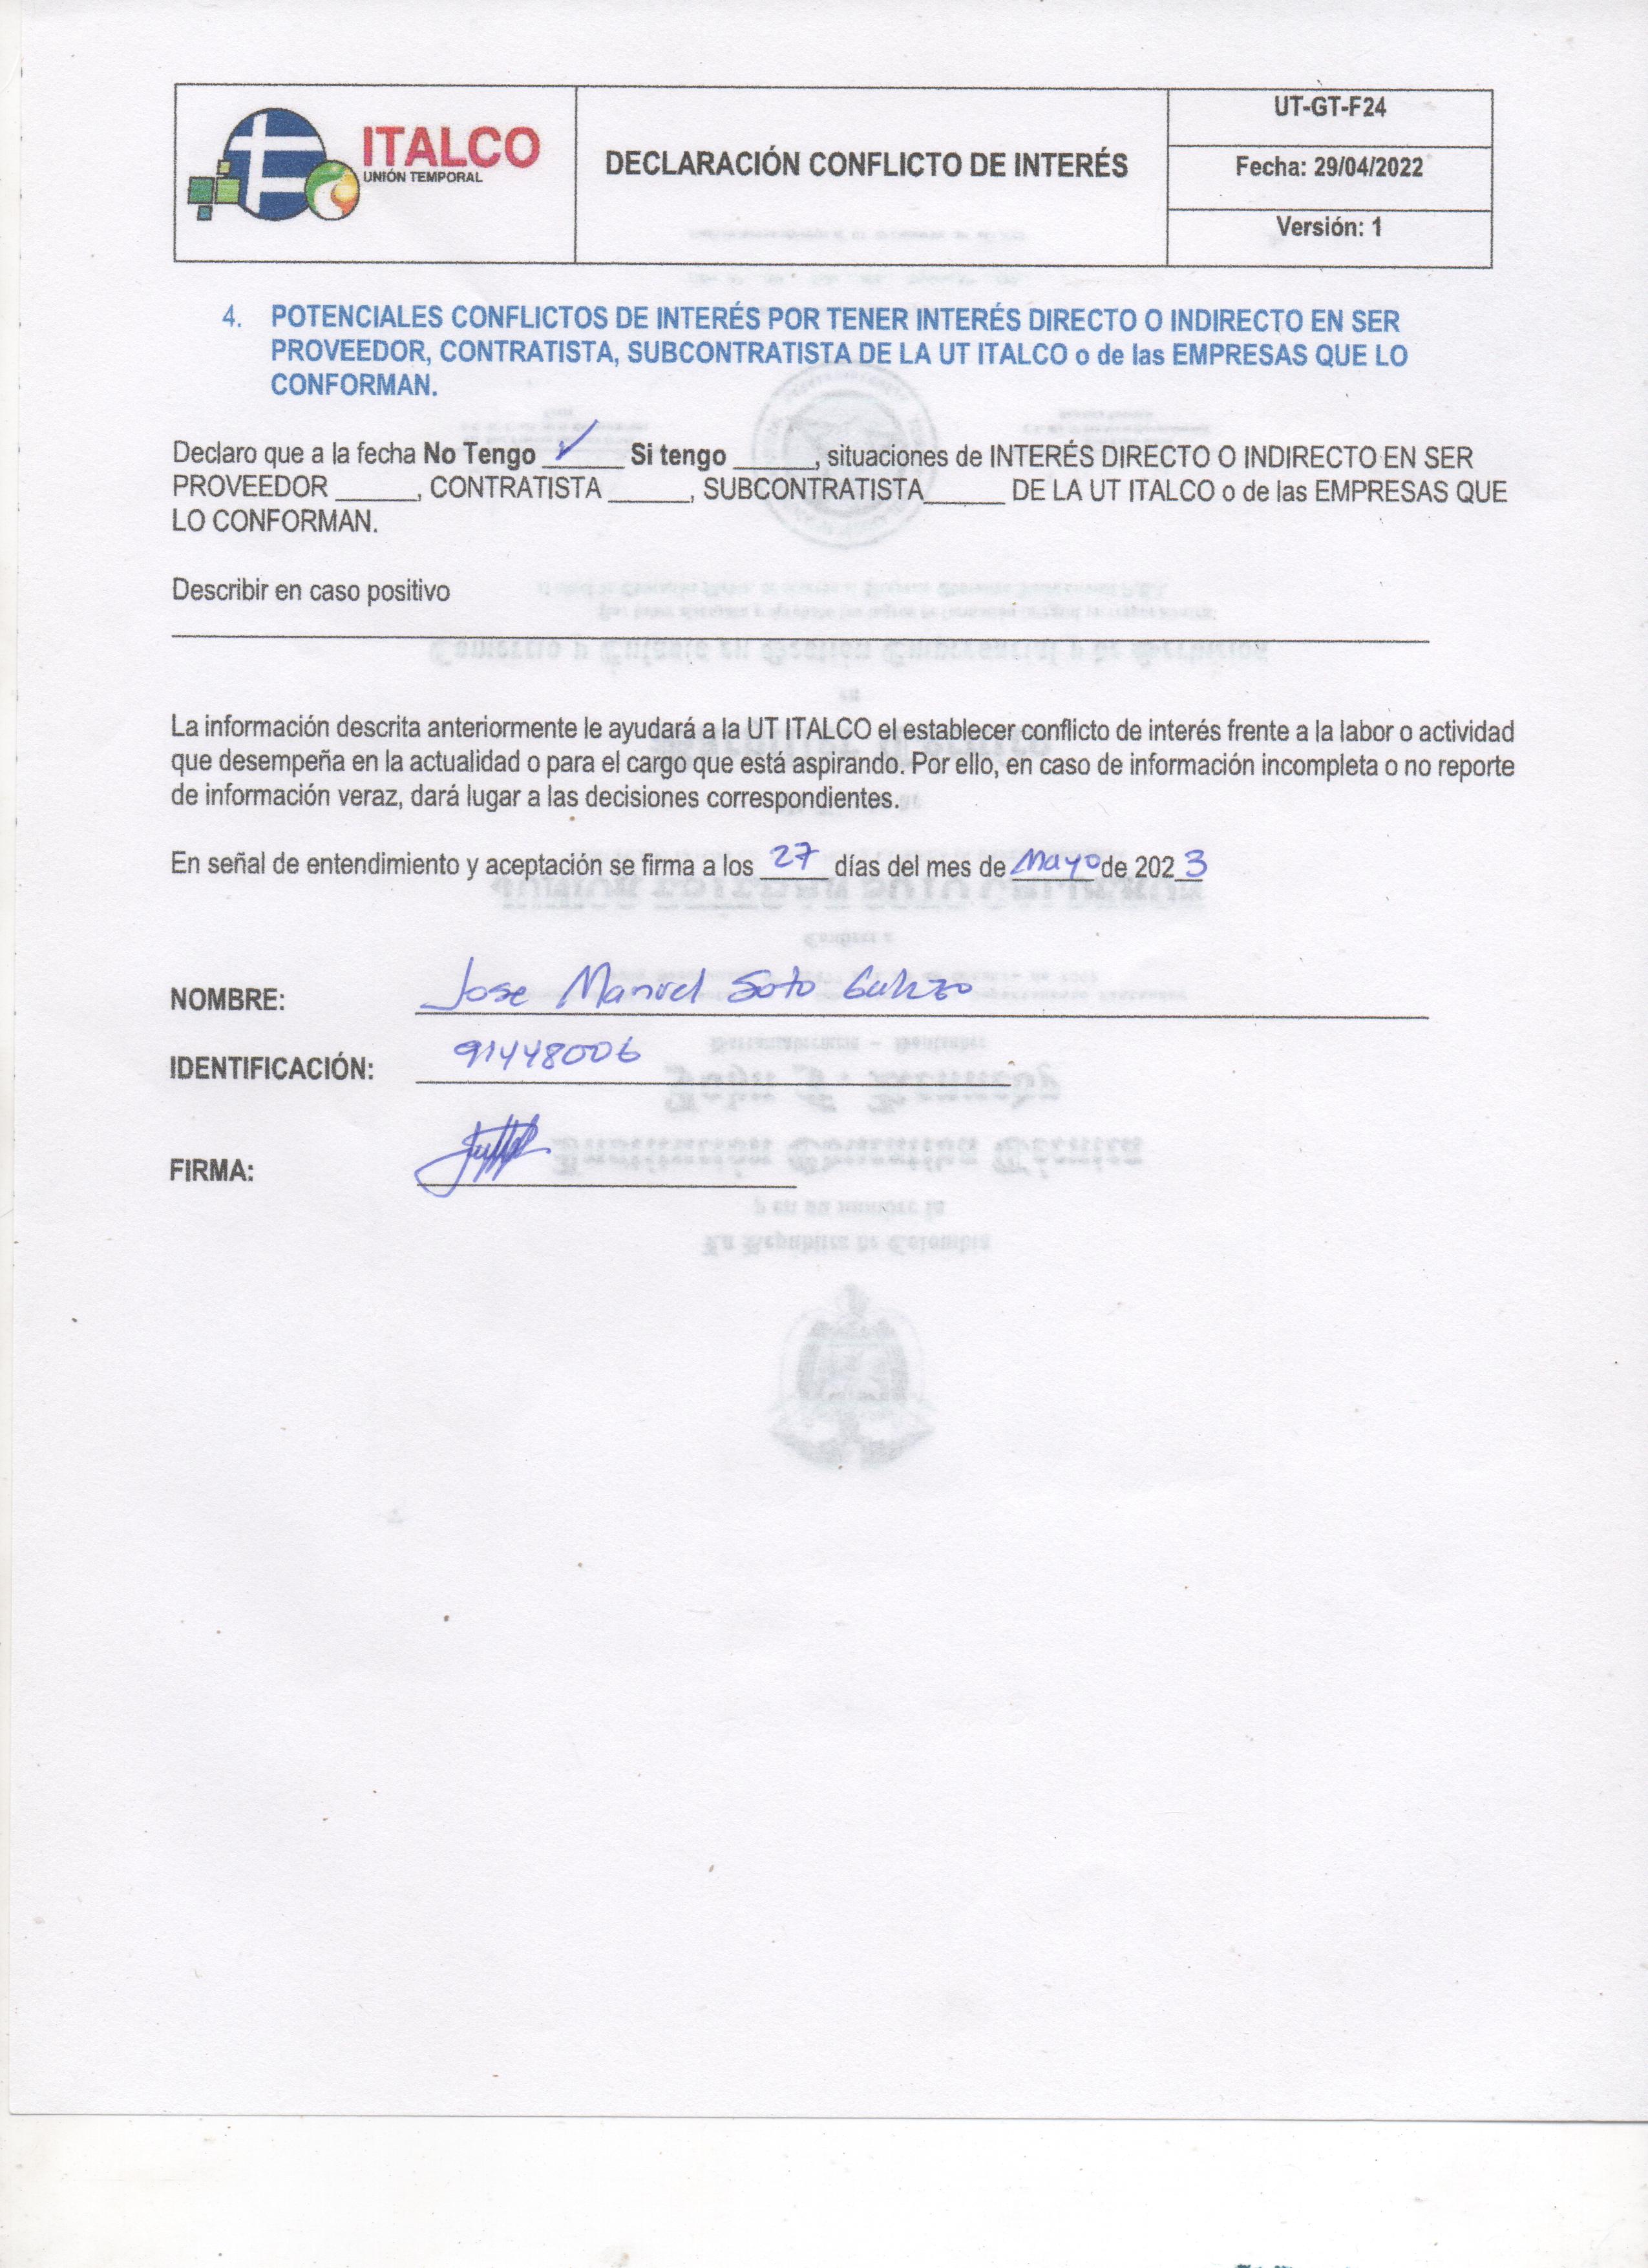 ITALCO
UNIÓN TEMPORAL
DECLARACIÓN CONFLICTO DE INTERÉS
UT-GT-F24
Fecha: 29/04/2022
Versión: 1
4. POTENCIALES CONFLICTOS DE INTERÉS POR TENER INTERÉS DIRECTO O INDIRECTO EN SER
PROVEEDOR, CONTRATISTA, SUBCONTRATISTA DE LA UT ITALCO o de las EMPRESAS QUE LO
CONFORMAN.
Declaro que a la fecha No Tengo __✓__ Si tengo ______, situaciones de INTERÉS DIRECTO O INDIRECTO EN SER
PROVEEDOR ______, CONTRATISTA ______, SUBCONTRATISTA______ DE LA UT ITALCO o de las EMPRESAS QUE
LO CONFORMAN.
Describir en caso positivo
La información descrita anteriormente le ayudará a la UT ITALCO el establecer conflicto de interés frente a la labor o actividad
que desempeña en la actualidad o para el cargo que está aspirando. Por ello, en caso de información incompleta o no reporte
de información veraz, dará lugar a las decisiones correspondientes.
En señal de entendimiento y aceptación se firma a los 27 días del mes de Mayo de 2023
NOMBRE: Jose Manuel Soto
IDENTIFICACIÓN: 91448006
FIRMA: